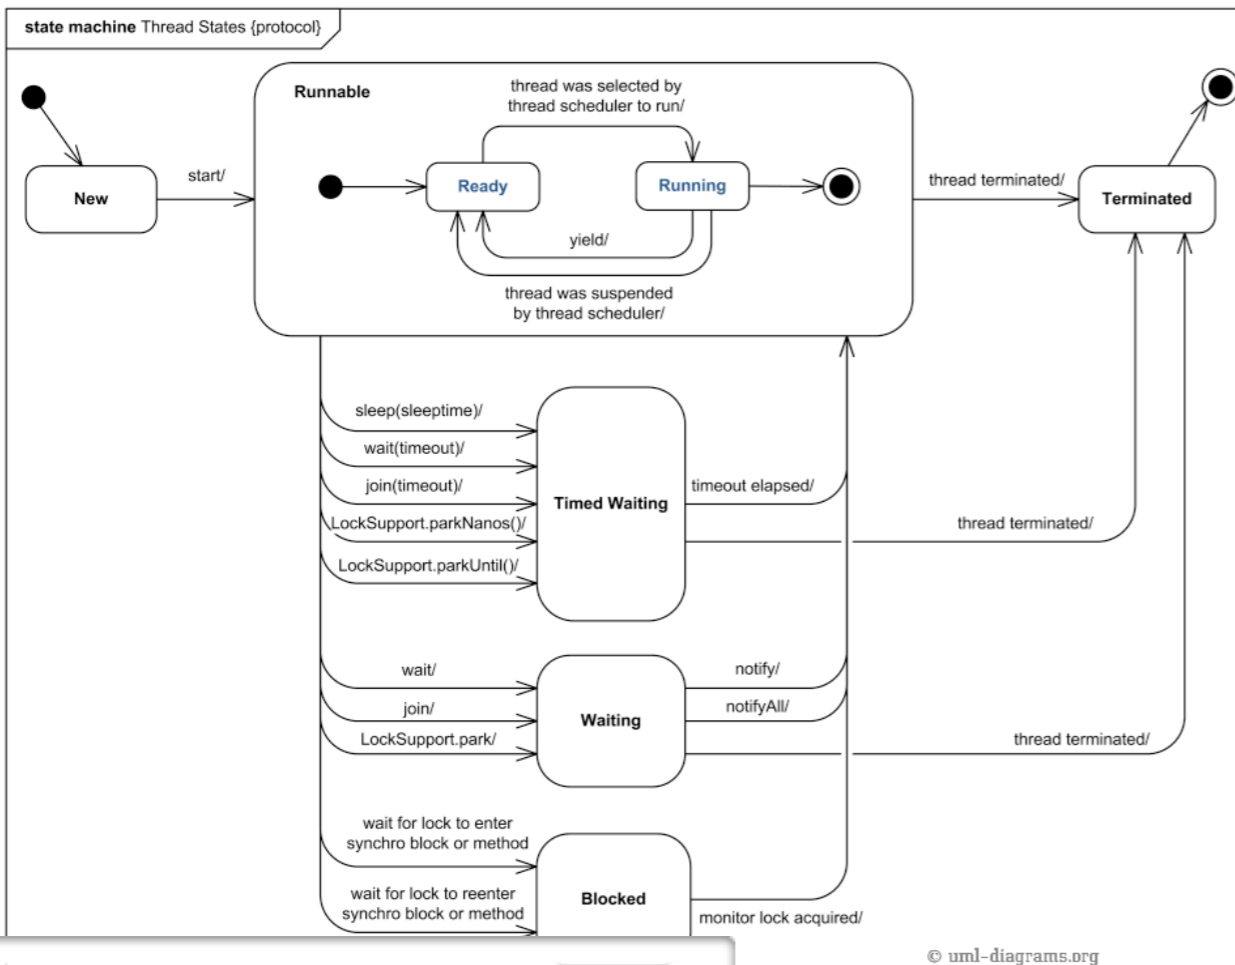 state machine Thread States {protocol}
Runnable
thread was selected by
thread scheduler to run/
New
start/
Ready
Running
yield/
thread was suspended
by thread scheduler/
thread terminated/
Terminated
sleep(sleeptime)/
wait(timeout)/
join(timeout)/
LockSupport.parkNanos()/
LockSupport.parkUntil()/
Timed Waiting
timeout elapsed/
thread terminated/
wait/
join/
LockSupport.park/
Waiting
notify/
notifyAll/
thread terminated/
wait for lock to enter
synchro block or method
wait for lock to reenter
synchro block or method
Blocked
monitor lock acquired/
© uml-diagrams.org